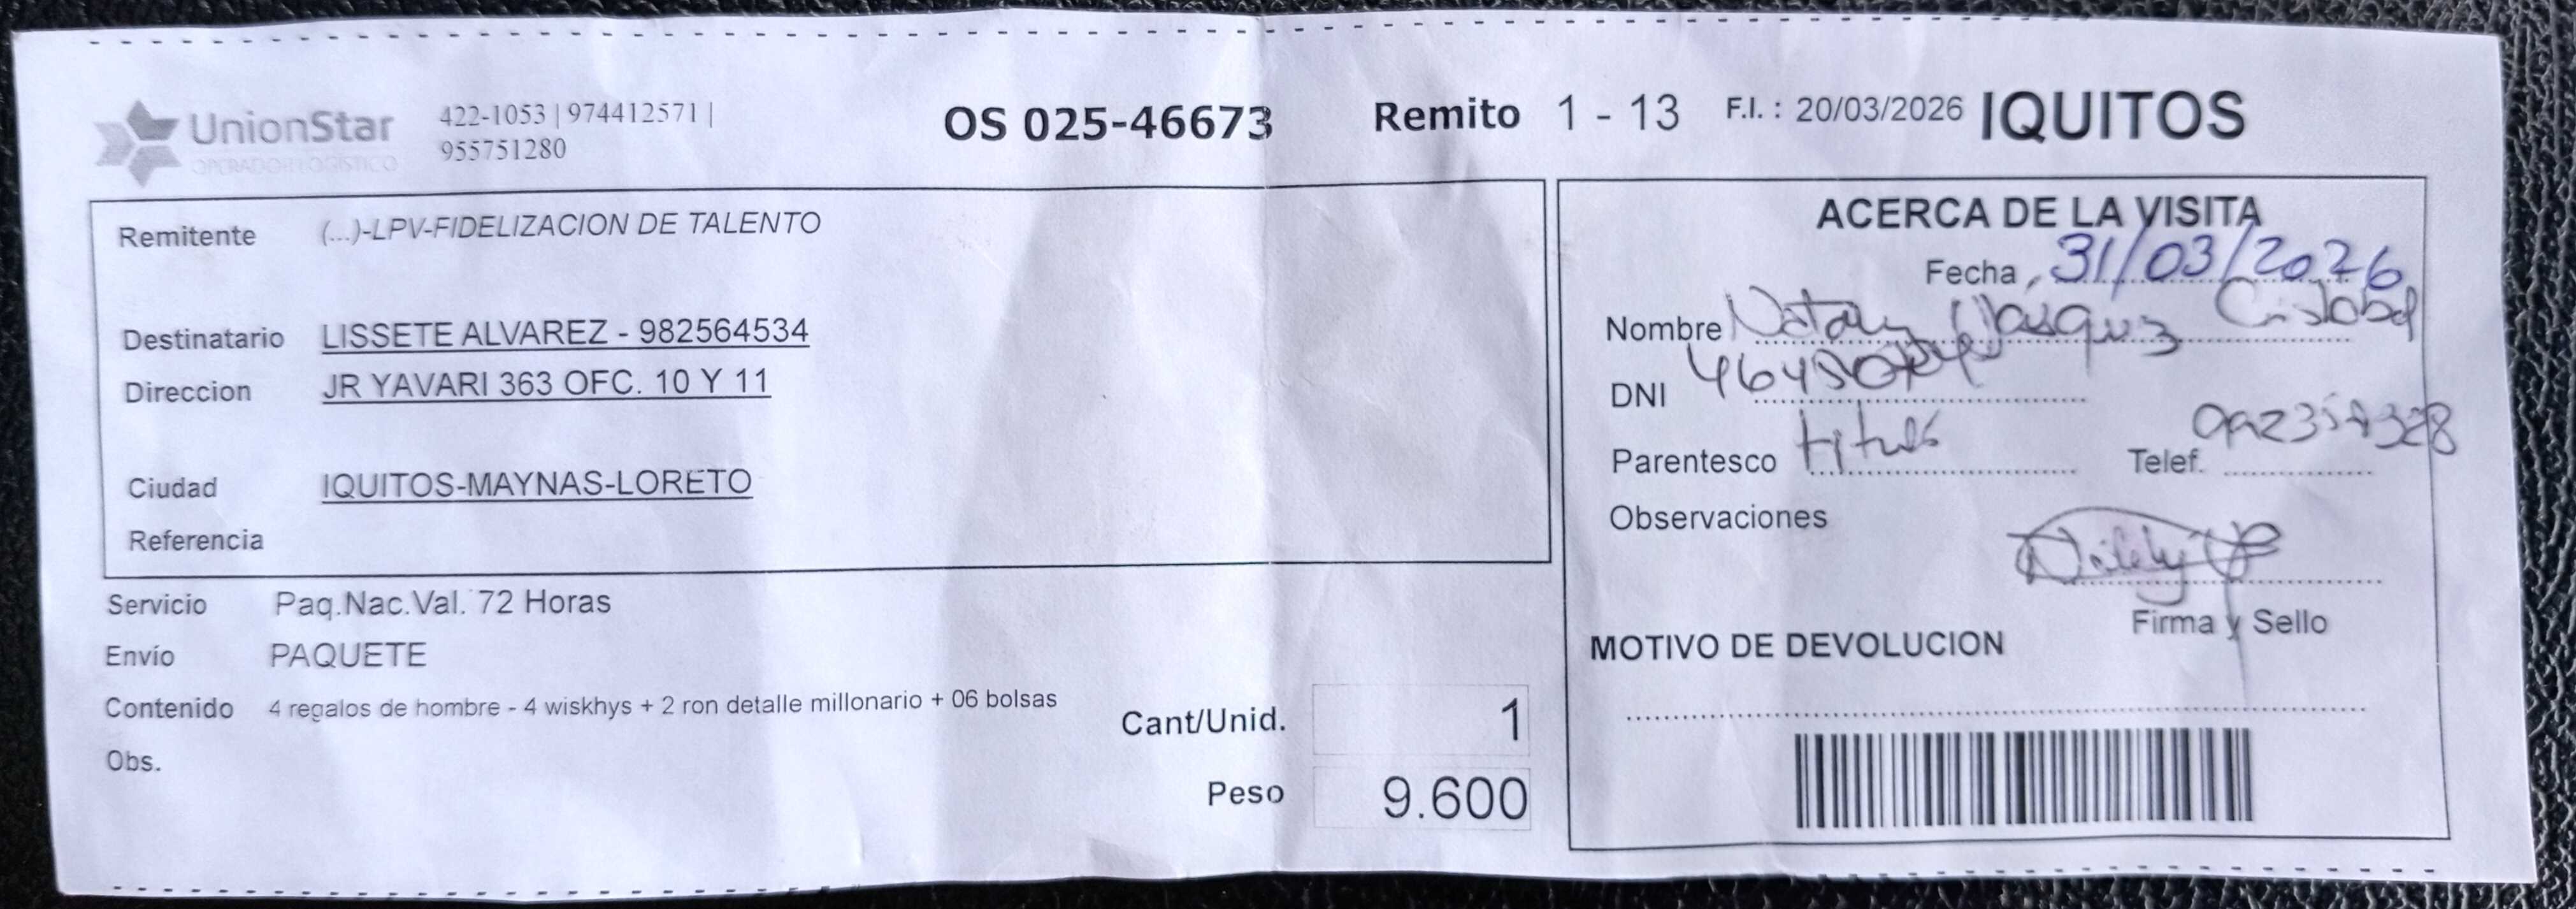 UnionStar
OPERADOR LOGÍSTICO
422-1053 | 974412571 |
955751280
OS 025-46673 Remito 1 - 13 F.I. : 20/03/2026 IQUITOS
Remitente (...)-LPV-FIDELIZACION DE TALENTO
Destinatario LISSETE ALVAREZ - 982564534
Direccion JR YAVARI 363 OFC. 10 Y 11
Ciudad IQUITOS-MAYNAS-LORETO
Referencia
Servicio Paq.Nac.Val. 72 Horas
Envío PAQUETE
Contenido 4 regalos de hombre - 4 wiskhys + 2 ron detalle millonario + 06 bolsas
Obs.
Cant/Unid. 1
Peso 9.600
ACERCA DE LA VISITA
Fecha 31/03/2026
Nombre Vasquez Cristobal
DNI
Parentesco
Telef.
Observaciones
Firma y Sello
MOTIVO DE DEVOLUCION